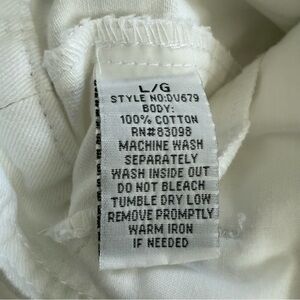 L/G
STYLE NO:DU679
BODY:
100% COTTON
RN#83098
MACHINE WASH
SEPARATELY
WASH INSIDE OUT
DO NOT BLEACH
TUMBLE DRY LOW
REMOVE PROMPTLY
WARM IRON
IF NEEDED